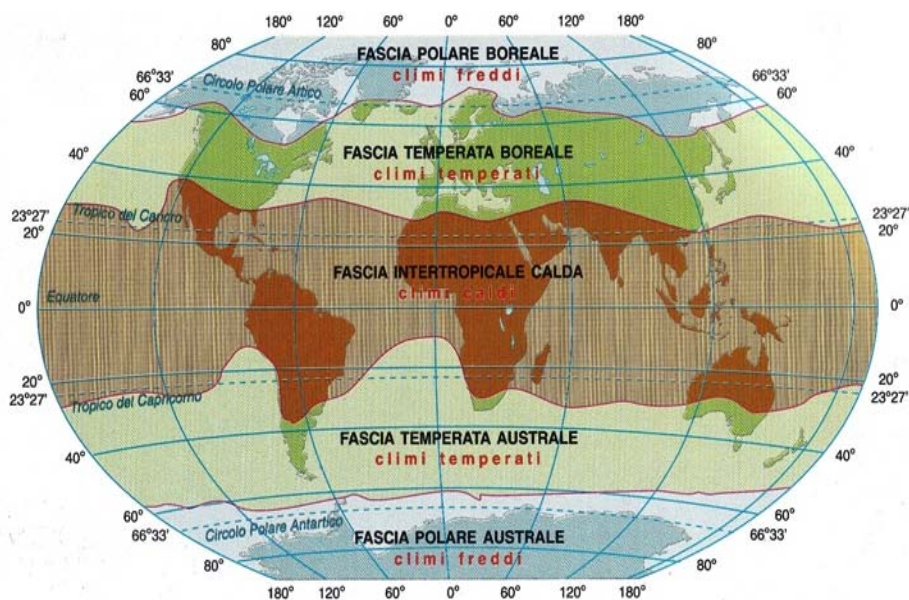 180° 120° 60° 0° 60° 120° 180°
80° FASCIA POLARE BOREALE 80°
climi freddi
66°33' Circolo Polare Artico 66°33'
60° 60°
FASCIA TEMPERATA BOREALE
40° climi temperati 40°
23°27' Tropico del Cancro 23°27'
20° 20°
FASCIA INTERTROPICALE CALDA
Equatore climi caldi
0° 0°
20° 20°
23°27' Tropico del Capricorno 23°27'
FASCIA TEMPERATA AUSTRALE
40° climi temperati 40°
60° 60°
66°33' Circolo Polare Antartico 66°33'
FASCIA POLARE AUSTRALE
80° climi freddi 80°
180° 120° 60° 0° 60° 120° 180°